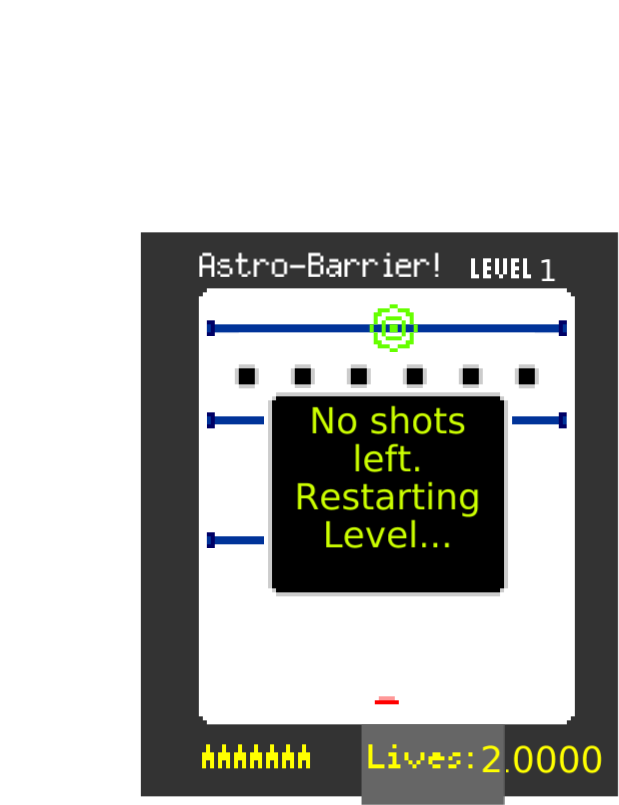 Astro-Barrier! LEVEL 1
No shots
left.
Restarting
Level...
Lives:2.0000